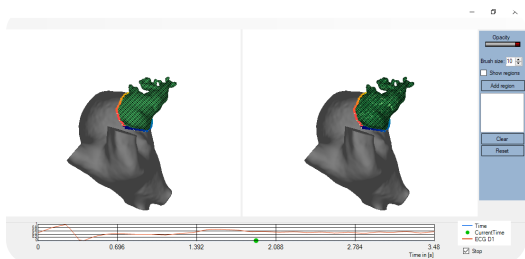 Opacity
Brush size: 10
Show regions
Add region
Clear
Reset
0
0.696
1.392
2.088
2.784
3.48
Time in [s]
Time
CurrentTime
ECG D1
Stop